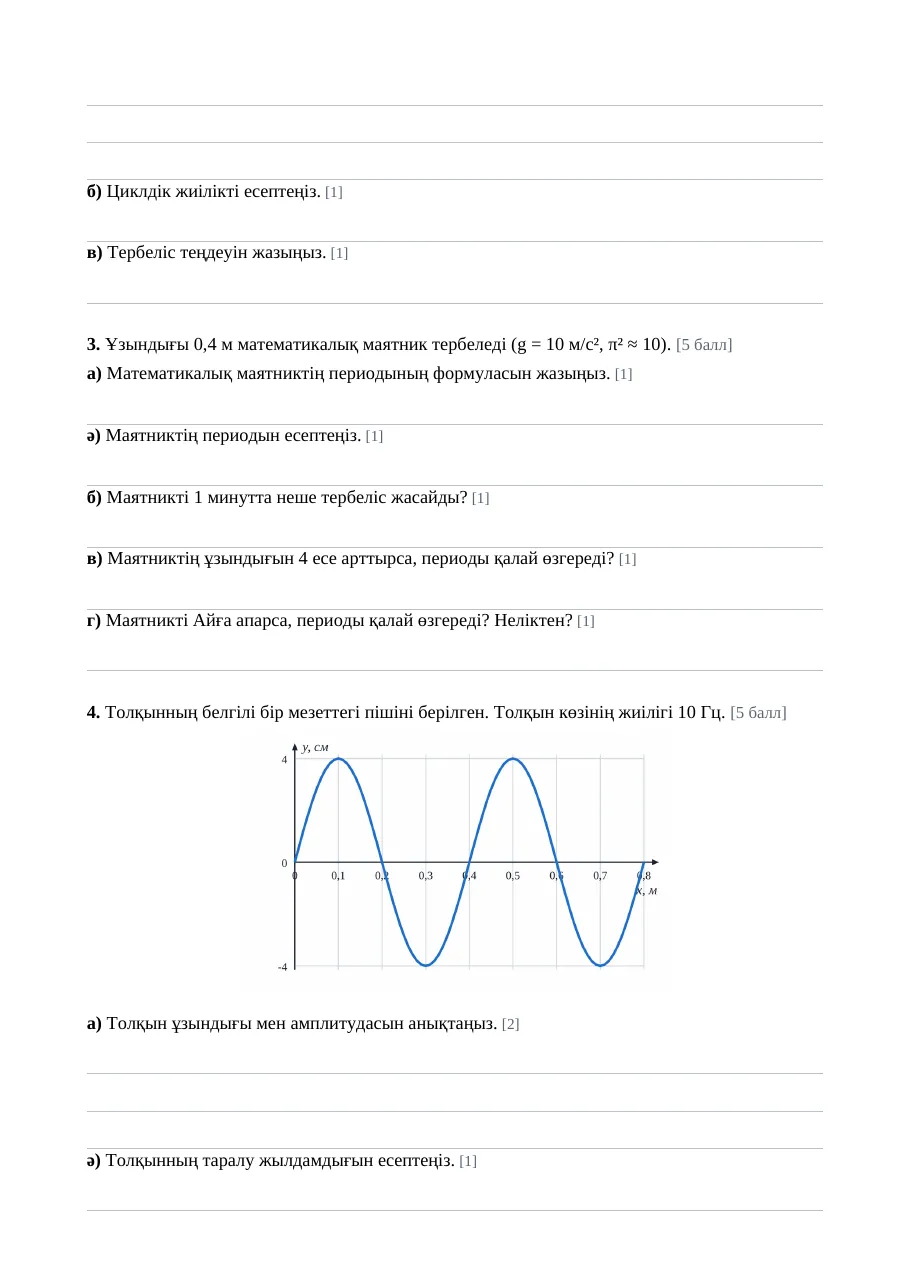 б) Циклдік жиілікті есептеңіз. [1]
в) Тербеліс теңдеуін жазыңыз. [1]
3. Ұзындығы 0,4 м математикалық маятник тербеледі (g = 10 м/с², π² ≈ 10). [5 балл]
а) Математикалық маятниктің периодының формуласын жазыңыз. [1]
ә) Маятниктің периодын есептеңіз. [1]
б) Маятникті 1 минутта неше тербеліс жасайды? [1]
в) Маятниктің ұзындығын 4 есе арттырса, периоды қалай өзгереді? [1]
г) Маятникті Айға апарса, периоды қалай өзгереді? Неліктен? [1]
4. Толқынның белгілі бір мезеттегі пішіні берілген. Толқын көзінің жиілігі 10 Гц. [5 балл]
y, см
4
0
0 0,1 0,2 0,3 0,4 0,5 0,6 0,7 0,8
x, м
-4
а) Толқын ұзындығы мен амплитудасын анықтаңыз. [2]
ә) Толқынның таралу жылдамдығын есептеңіз. [1]